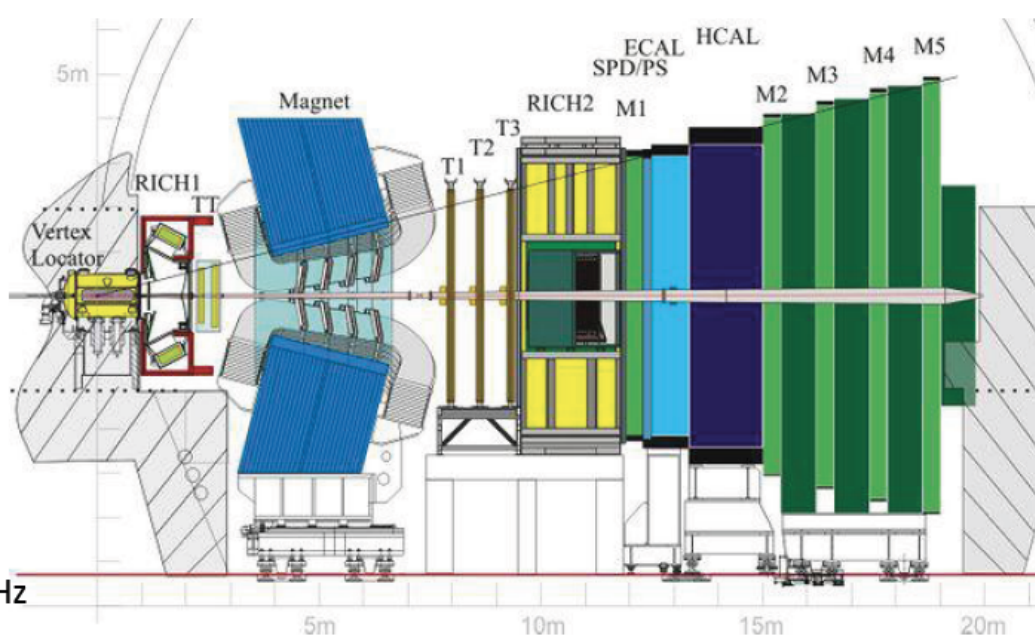 5m
Magnet
RICH1
TT
Vertex
Locator
T1
T2
T3
RICH2
SPD/PS
ECAL
HCAL
M1
M2
M3
M4
M5
Hz
5m
10m
15m
20m